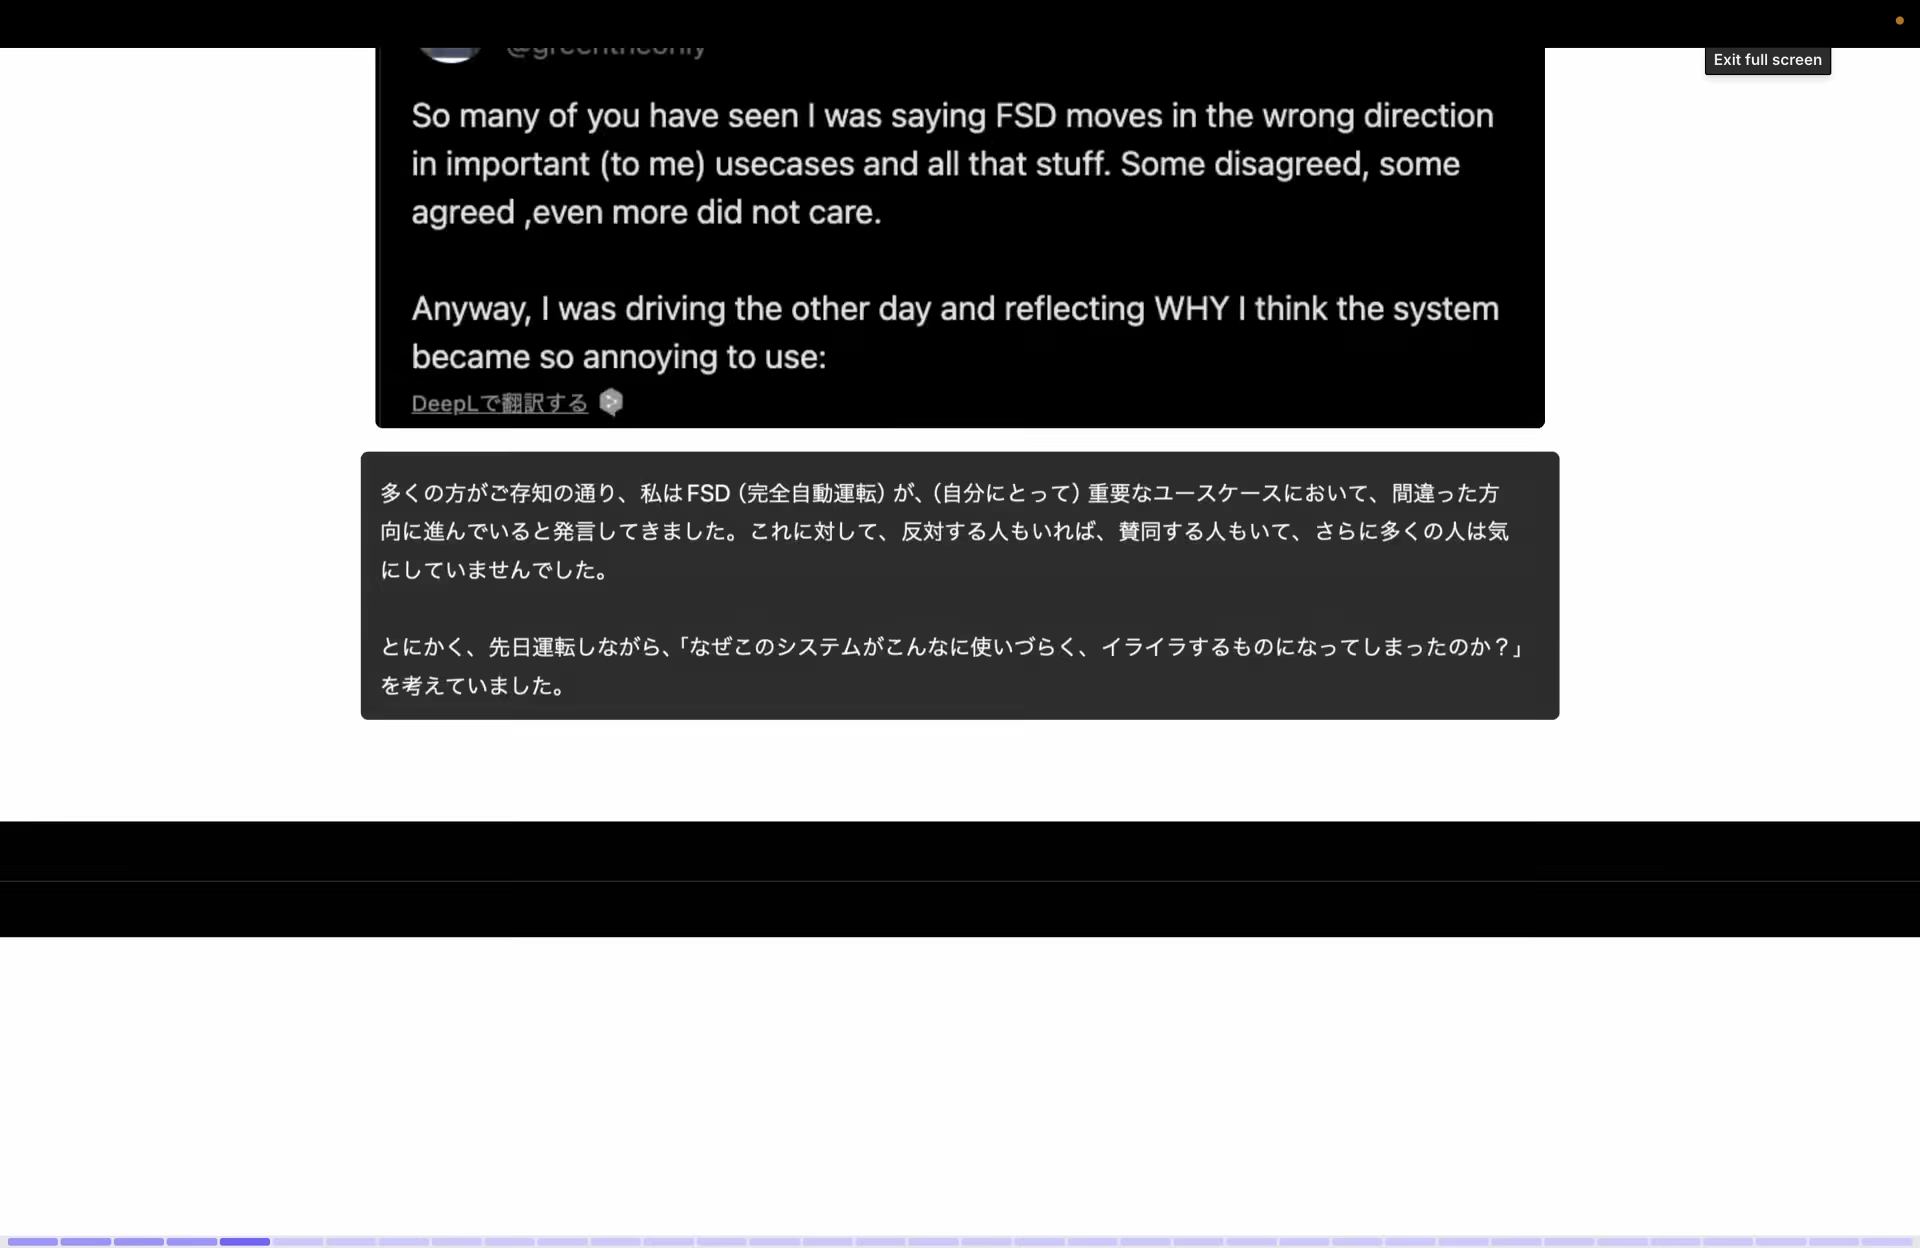 @greentheonly
Exit full screen
So many of you have seen I was saying FSD moves in the wrong direction
in important (to me) usecases and all that stuff. Some disagreed, some
agreed ,even more did not care.
Anyway, I was driving the other day and reflecting WHY I think the system
became so annoying to use:
DeepLで翻訳する
多くの方がご存知の通り、私はFSD（完全自動運転）が、（自分にとって）重要なユースケースにおいて、間違った方
向に進んでいると発言してきました。これに対して、反対する人もいれば、賛同する人もいて、さらに多くの人は気
にしていませんでした。
とにかく、先日運転しながら、「なぜこのシステムがこんなに使いづらく、イライラするものになってしまったのか？」
を考えていました。